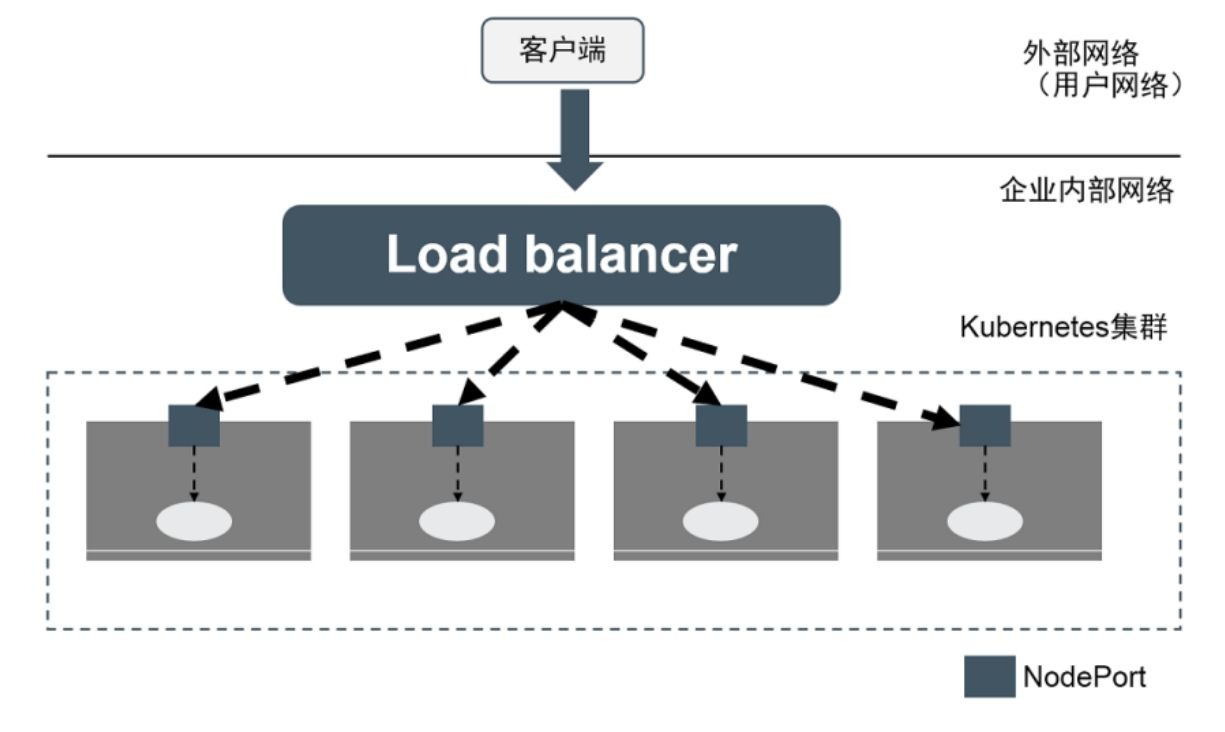 客户端
外部网络
（用户网络）
企业内部网络
Load balancer
Kubernetes集群
NodePort